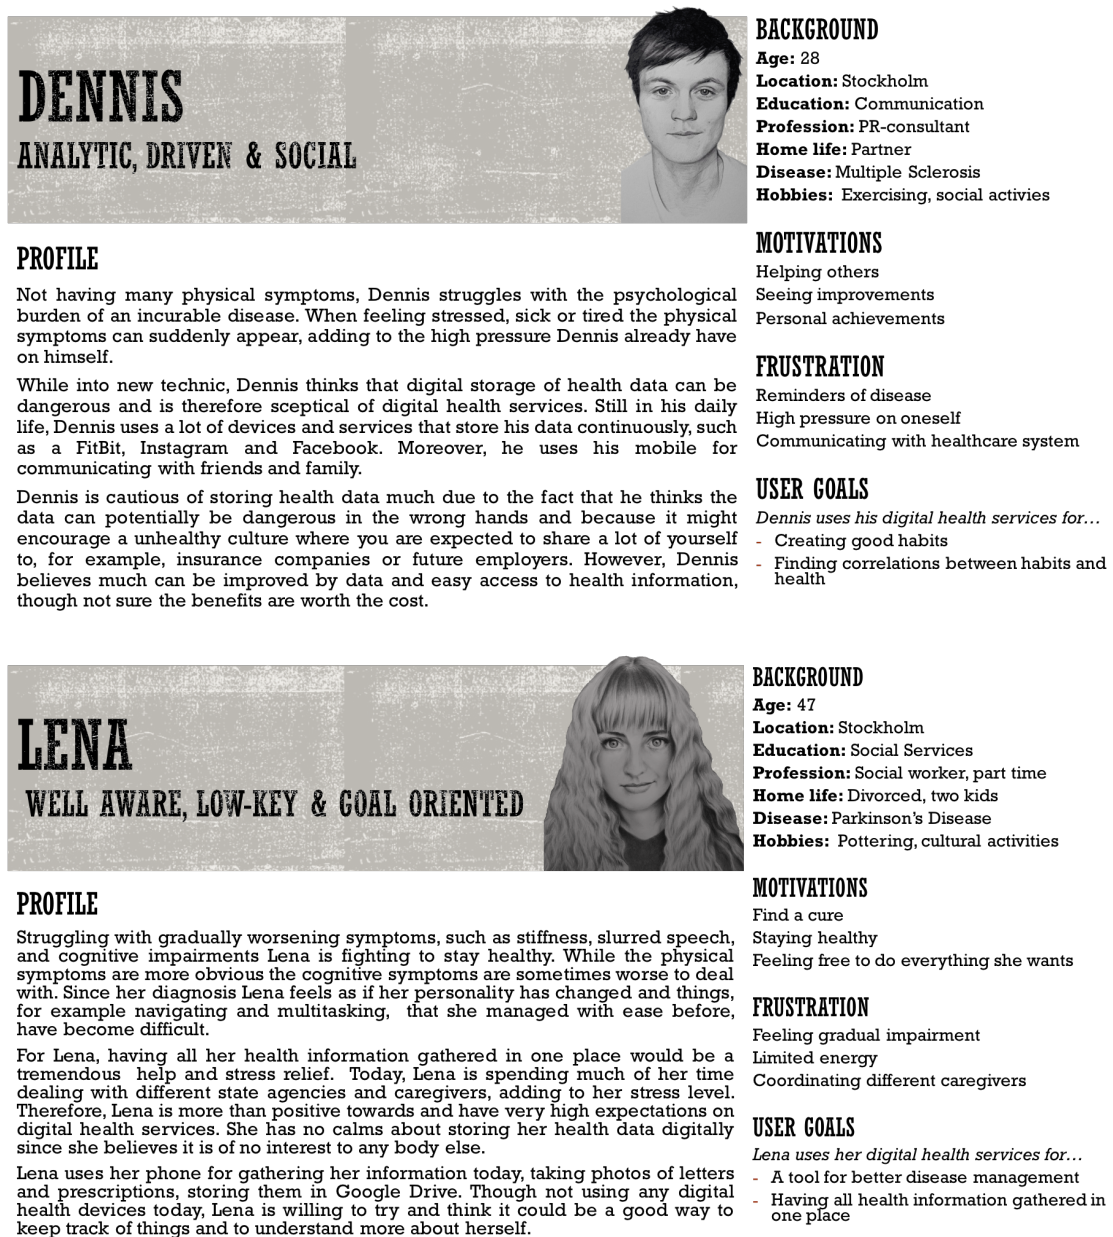 DENNIS
ANALYTIC, DRIVEN & SOCIAL
PROFILE
Not having many physical symptoms, Dennis struggles with the psychological
burden of an incurable disease. When feeling stressed, sick or tired the physical
symptoms can suddenly appear, adding to the high pressure Dennis already have
on himself.
While into new technic, Dennis thinks that digital storage of health data can be
dangerous and is therefore sceptical of digital health services. Still in his daily
life, Dennis uses a lot of devices and services that store his data continuously, such
as a FitBit, Instagram and Facebook. Moreover, he uses his mobile for
communicating with friends and family.
Dennis is cautious of storing health data much due to the fact that he thinks the
data can potentially be dangerous in the wrong hands and because it might
encourage a unhealthy culture where you are expected to share a lot of yourself
to, for example, insurance companies or future employers. However, Dennis
believes much can be improved by data and easy access to health information,
though not sure the benefits are worth the cost.
BACKGROUND
Age: 28
Location: Stockholm
Education: Communication
Profession: PR-consultant
Home life: Partner
Disease: Multiple Sclerosis
Hobbies: Exercising, social activies
MOTIVATIONS
Helping others
Seeing improvements
Personal achievements
FRUSTRATION
Reminders of disease
High pressure on oneself
Communicating with healthcare system
USER GOALS
Dennis uses his digital health services for…
- Creating good habits
- Finding correlations between habits and
health
LENA
WELL AWARE, LOW-KEY & GOAL ORIENTED
PROFILE
Struggling with gradually worsening symptoms, such as stiffness, slurred speech,
and cognitive impairments Lena is fighting to stay healthy. While the physical
symptoms are more obvious the cognitive symptoms are sometimes worse to deal
with. Since her diagnosis Lena feels as if her personality has changed and things,
for example navigating and multitasking, that she managed with ease before,
have become difficult.
For Lena, having all her health information gathered in one place would be a
tremendous help and stress relief. Today, Lena is spending much of her time
dealing with different state agencies and caregivers, adding to her stress level.
Therefore, Lena is more than positive towards and have very high expectations on
digital health services. She has no calms about storing her health data digitally
since she believes it is of no interest to any body else.
Lena uses her phone for gathering her information today, taking photos of letters
and prescriptions, storing them in Google Drive. Though not using any digital
health devices today, Lena is willing to try and think it could be a good way to
keep track of things and to understand more about herself.
BACKGROUND
Age: 47
Location: Stockholm
Education: Social Services
Profession: Social worker, part time
Home life: Divorced, two kids
Disease: Parkinson's Disease
Hobbies: Pottering, cultural activities
MOTIVATIONS
Find a cure
Staying healthy
Feeling free to do everything she wants
FRUSTRATION
Feeling gradual impairment
Limited energy
Coordinating different caregivers
USER GOALS
Lena uses her digital health services for…
- A tool for better disease management
- Having all health information gathered in
one place